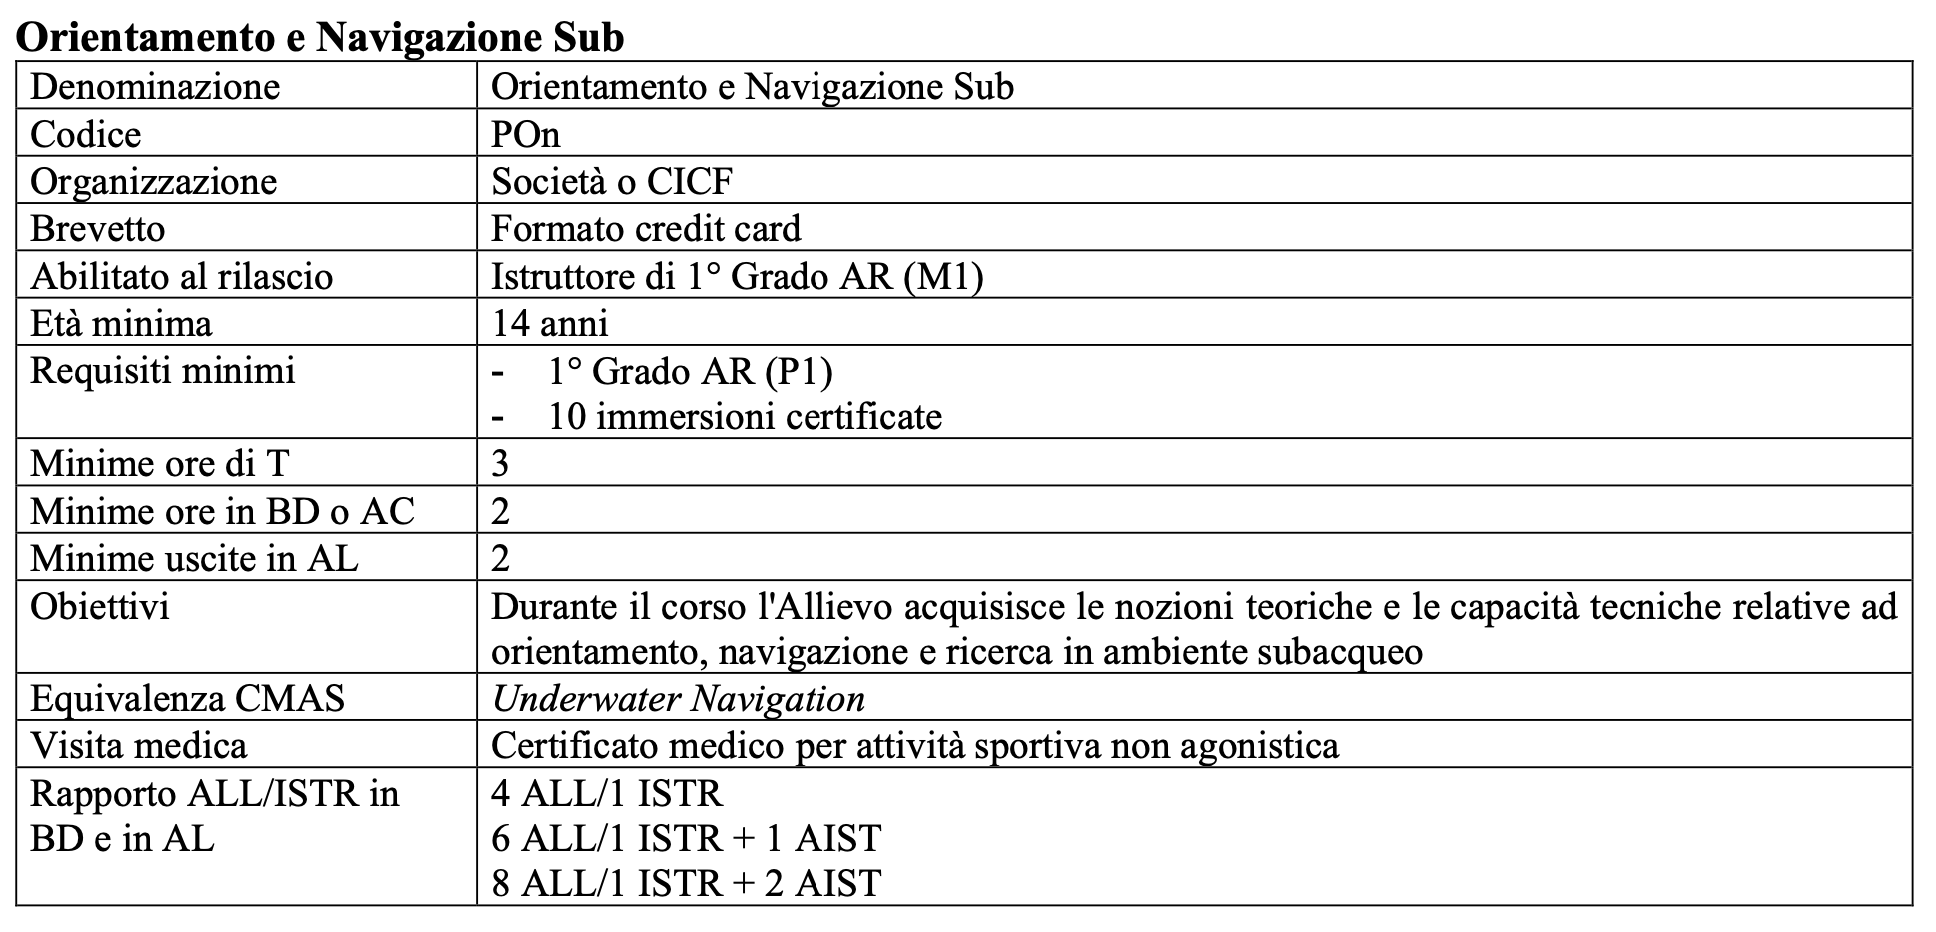 Orientamento e Navigazione Sub
Denominazione Orientamento e Navigazione Sub
Codice POn
Organizzazione Società o CICF
Brevetto Formato credit card
Abilitato al rilascio Istruttore di 1° Grado AR (M1)
Età minima 14 anni
Requisiti minimi - 1° Grado AR (P1)
- 10 immersioni certificate
Minime ore di T 3
Minime ore in BD o AC 2
Minime uscite in AL 2
Obiettivi Durante il corso l'Allievo acquisisce le nozioni teoriche e le capacità tecniche relative ad
orientamento, navigazione e ricerca in ambiente subacqueo
Equivalenza CMAS Underwater Navigation
Visita medica Certificato medico per attività sportiva non agonistica
Rapporto ALL/ISTR in 4 ALL/1 ISTR
BD e in AL 6 ALL/1 ISTR + 1 AIST
8 ALL/1 ISTR + 2 AIST